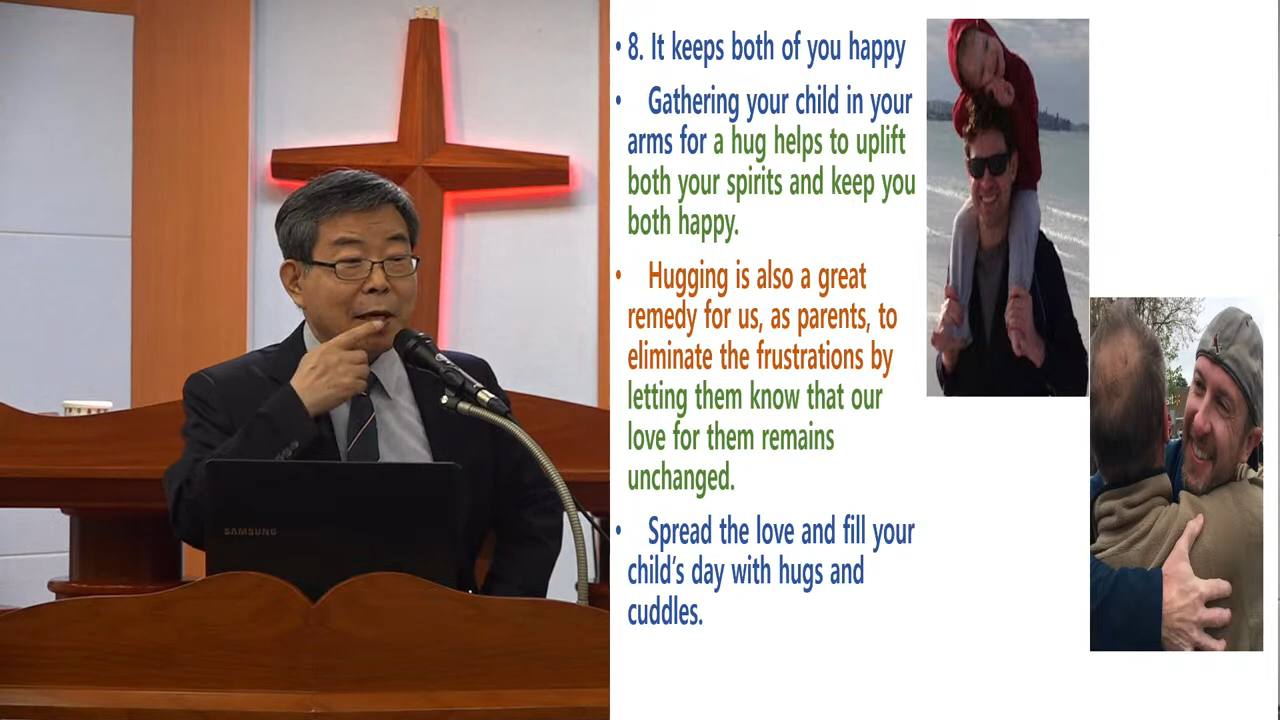 • 8. It keeps both of you happy
• Gathering your child in your
arms for a hug helps to uplift
both your spirits and keep you
both happy.
• Hugging is also a great
remedy for us, as parents, to
eliminate the frustrations by
letting them know that our
love for them remains
unchanged.
• Spread the love and fill your
child's day with hugs and
cuddles.
SAMSUNG